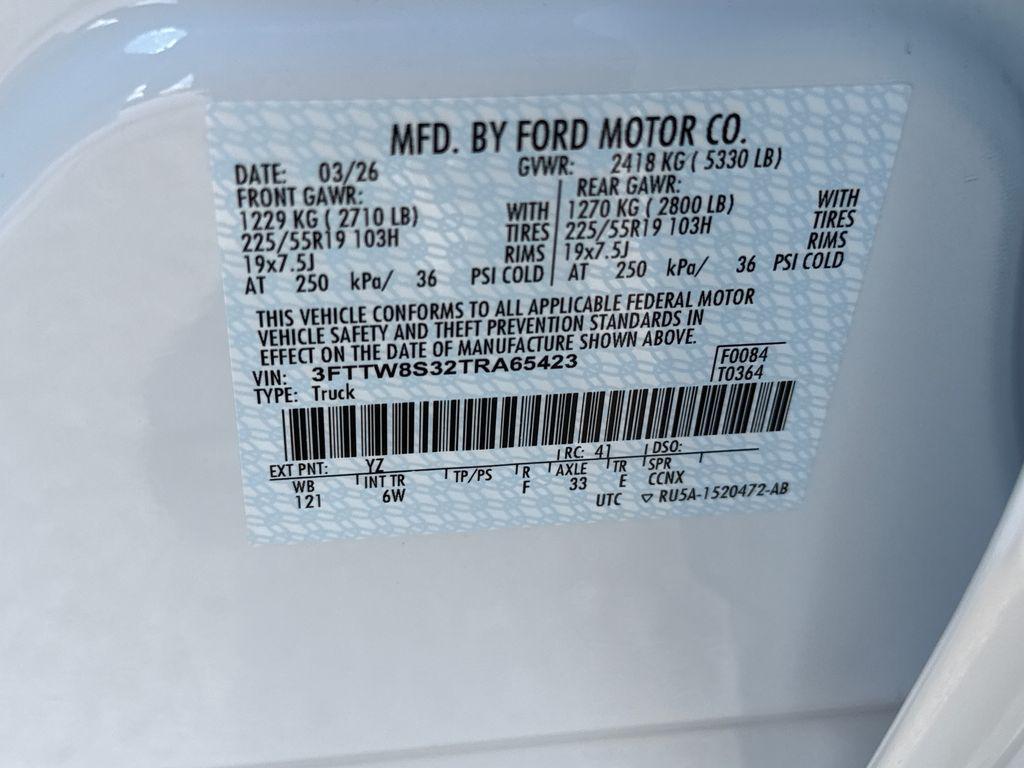 MFD. BY FORD MOTOR CO.
DATE: 03/26 GVWR: 2418 KG ( 5330 LB)
FRONT GAWR: REAR GAWR:
1229 KG ( 2710 LB) WITH 1270 KG ( 2800 LB) WITH
225/55R19 103H TIRES 225/55R19 103H TIRES
19x7.5J RIMS 19x7.5J RIMS
AT 250 kPa/ 36 PSI COLD AT 250 kPa/ 36 PSI COLD
THIS VEHICLE CONFORMS TO ALL APPLICABLE FEDERAL MOTOR
VEHICLE SAFETY AND THEFT PREVENTION STANDARDS IN
EFFECT ON THE DATE OF MANUFACTURE SHOWN ABOVE.
VIN: 3FTTW8S32TRA65423 F0084
TYPE: Truck T0364
EXT PNT: YZ RC: 41 DSO:
WB INT TR TP/PS R AXLE TR SPR
121 6W F 33 E CCNX
UTC ▽ RU5A-1520472-AB